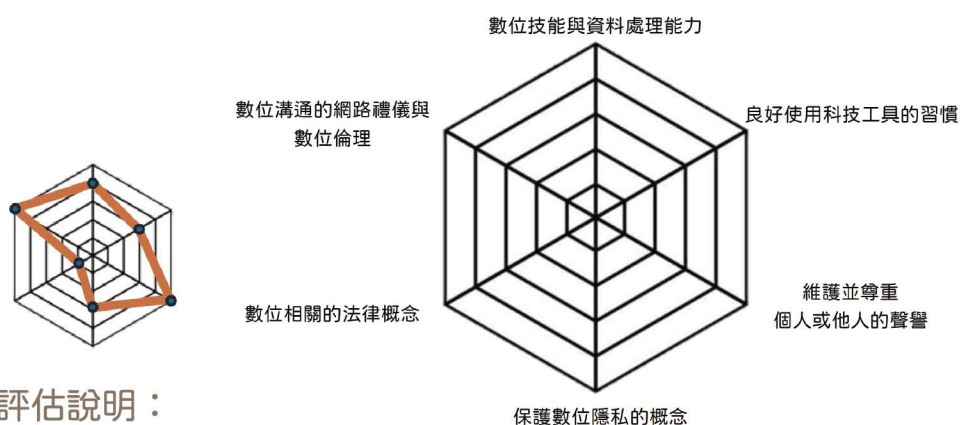 數位技能與資料處理能力
數位溝通的網路禮儀與
數位倫理
良好使用科技工具的習慣
數位相關的法律概念
維護並尊重
個人或他人的聲譽
保護數位隱私的概念
評估說明：